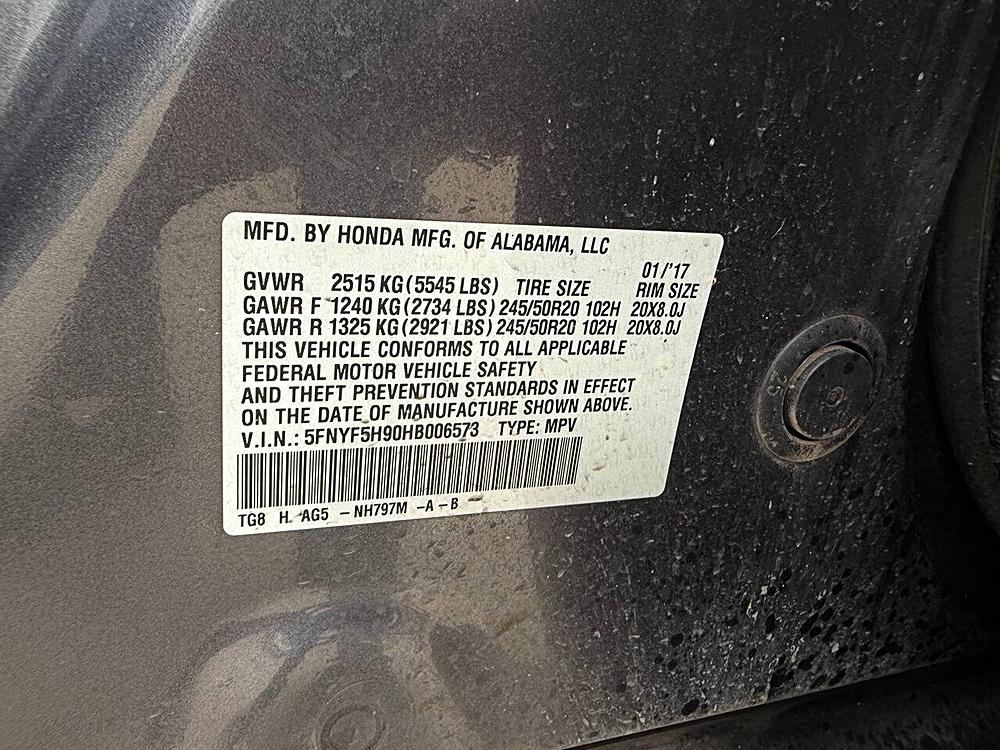 MFD. BY HONDA MFG. OF ALABAMA, LLC
01/'17
GVWR 2515 KG (5545 LBS) TIRE SIZE RIM SIZE
GAWR F 1240 KG (2734 LBS) 245/50R20 102H 20X8.0J
GAWR R 1325 KG (2921 LBS) 245/50R20 102H 20X8.0J
THIS VEHICLE CONFORMS TO ALL APPLICABLE
FEDERAL MOTOR VEHICLE SAFETY
AND THEFT PREVENTION STANDARDS IN EFFECT
ON THE DATE OF MANUFACTURE SHOWN ABOVE.
V.I.N.: 5FNYF5H90HB006573 TYPE: MPV
TG8 H AG5 - NH797M -A-B